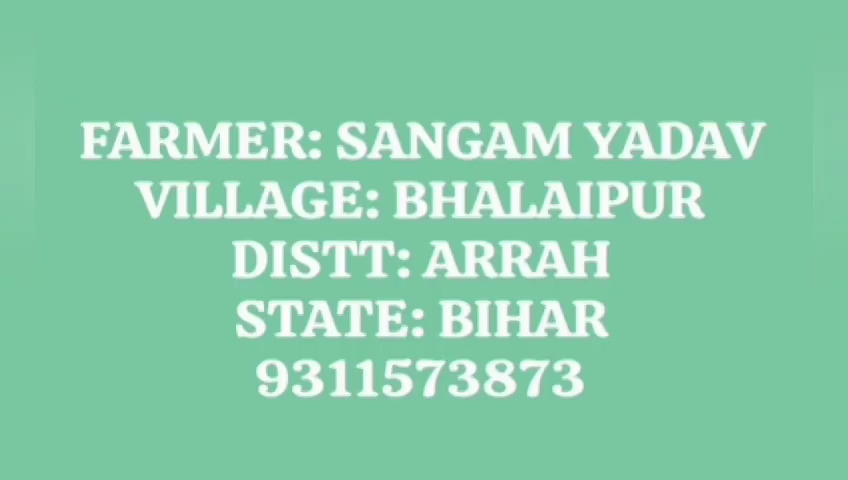 FARMER: SANGAM YADAV
VILLAGE: BHALAIPUR
DISTT: ARRAH
STATE: BIHAR
9311573873